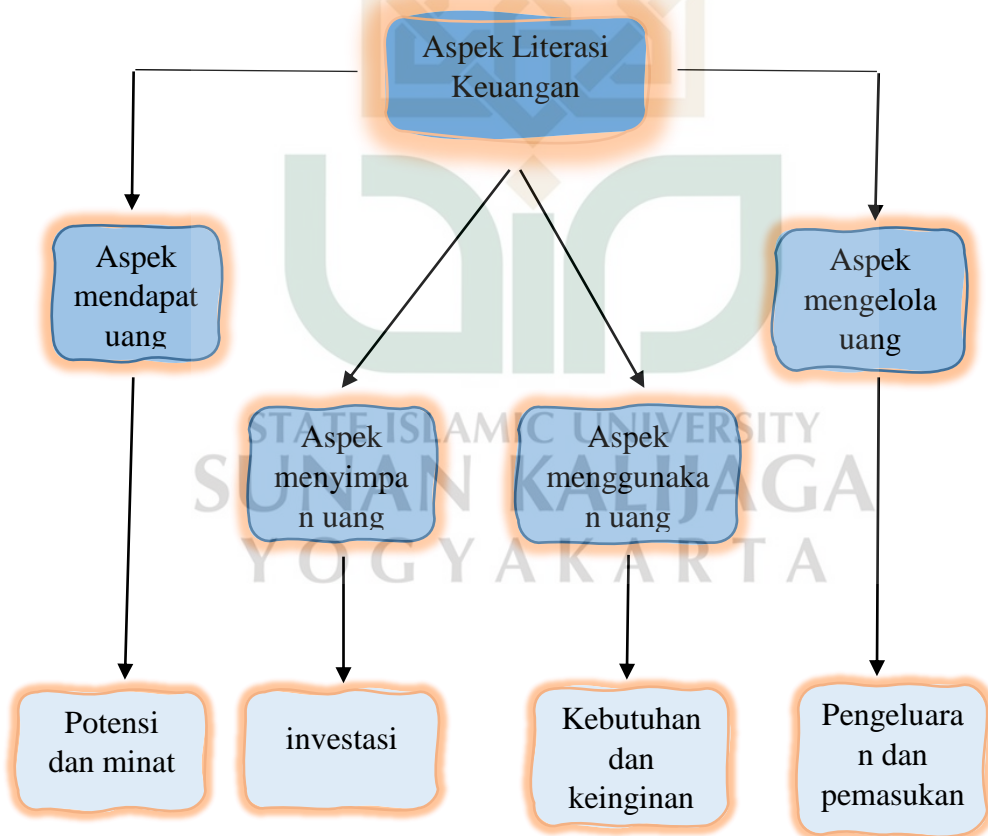 Aspek Literasi
Keuangan
Aspek
mendapat
uang
Aspek
mengelola
uang
Aspek
menyimpa
n uang
Aspek
menggunaka
n uang
STATE ISLAMIC UNIVERSITY
SUNAN KALIJAGA
YOGYAKARTA
Potensi
dan minat
investasi
Kebutuhan
dan
keinginan
Pengeluara
n dan
pemasukan